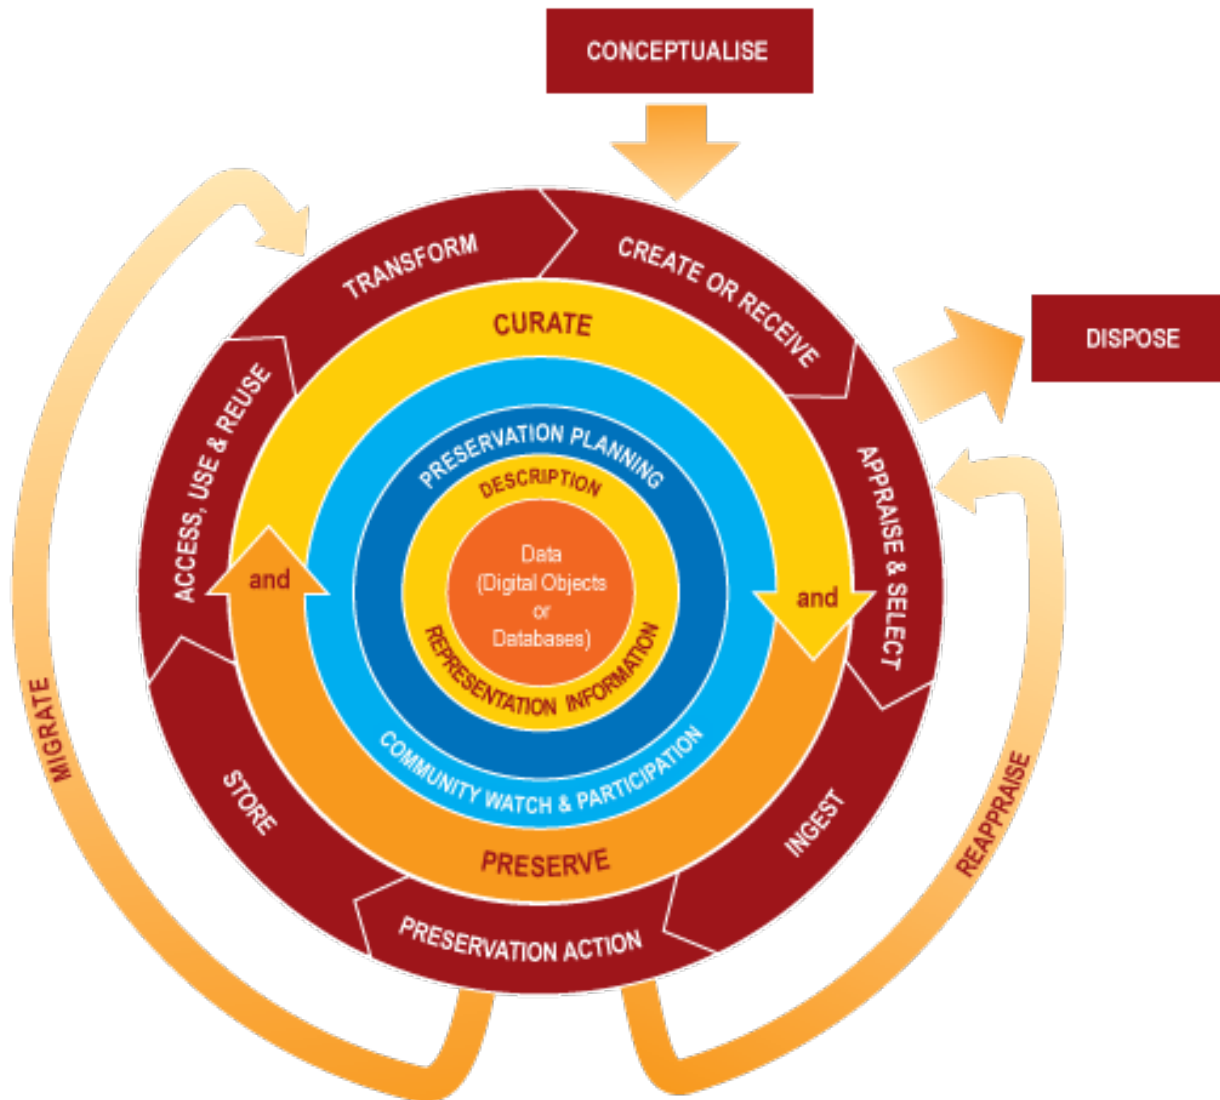 CONCEPTUALISE
TRANSFORM
CREATE OR RECEIVE
CURATE
DISPOSE
ACCESS, USE & REUSE
PRESERVATION PLANNING
APPRAISE & SELECT
DESCRIPTION
Data
(Digital Objects
or
Databases)
and
and
REPRESENTATION INFORMATION
MIGRATE
COMMUNITY WATCH & PARTICIPATION
STORE
INGEST
REAPPRAISE
PRESERVE
PRESERVATION ACTION